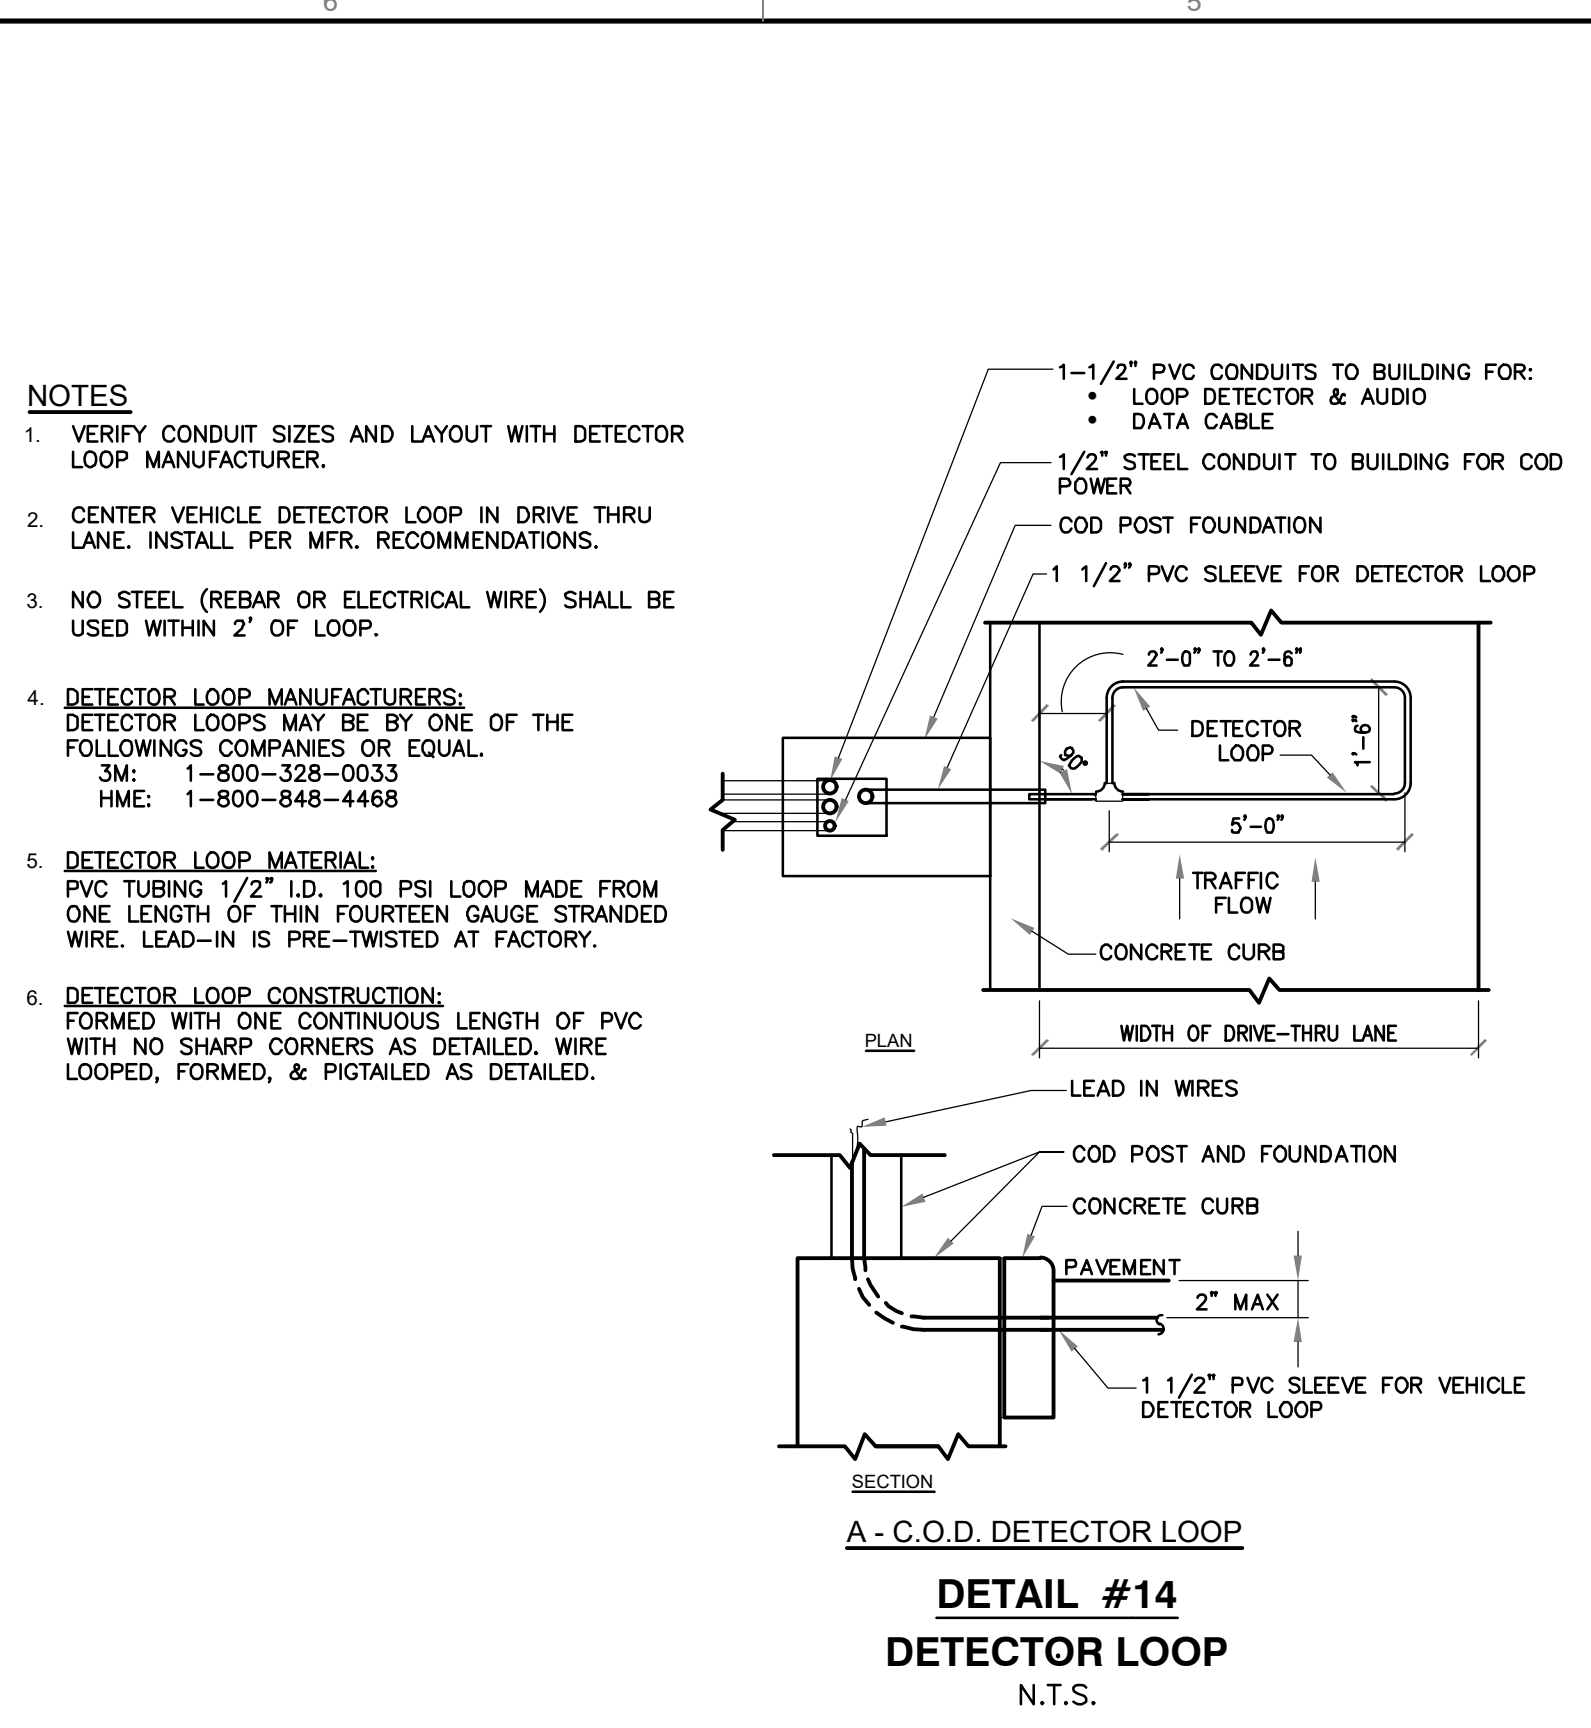 6
5
NOTES
1. VERIFY CONDUIT SIZES AND LAYOUT WITH DETECTOR
LOOP MANUFACTURER.
2. CENTER VEHICLE DETECTOR LOOP IN DRIVE THRU
LANE. INSTALL PER MFR. RECOMMENDATIONS.
3. NO STEEL (REBAR OR ELECTRICAL WIRE) SHALL BE
USED WITHIN 2' OF LOOP.
4. DETECTOR LOOP MANUFACTURERS:
DETECTOR LOOPS MAY BE BY ONE OF THE
FOLLOWINGS COMPANIES OR EQUAL.
3M: 1-800-328-0033
HME: 1-800-848-4468
5. DETECTOR LOOP MATERIAL:
PVC TUBING 1/2" I.D. 100 PSI LOOP MADE FROM
ONE LENGTH OF THIN FOURTEEN GAUGE STRANDED
WIRE. LEAD-IN IS PRE-TWISTED AT FACTORY.
6. DETECTOR LOOP CONSTRUCTION:
FORMED WITH ONE CONTINUOUS LENGTH OF PVC
WITH NO SHARP CORNERS AS DETAILED. WIRE
LOOPED, FORMED, & PIGTAILED AS DETAILED.
1-1/2" PVC CONDUITS TO BUILDING FOR:
• LOOP DETECTOR & AUDIO
• DATA CABLE
1/2" STEEL CONDUIT TO BUILDING FOR COD
POWER
COD POST FOUNDATION
1 1/2" PVC SLEEVE FOR DETECTOR LOOP
2'-0" TO 2'-6"
DETECTOR
LOOP
1'-6"
90°
5'-0"
TRAFFIC
FLOW
CONCRETE CURB
WIDTH OF DRIVE-THRU LANE
PLAN
LEAD IN WIRES
COD POST AND FOUNDATION
CONCRETE CURB
PAVEMENT
2" MAX
1 1/2" PVC SLEEVE FOR VEHICLE
DETECTOR LOOP
SECTION
A - C.O.D. DETECTOR LOOP
DETAIL #14
DETECTOR LOOP
N.T.S.